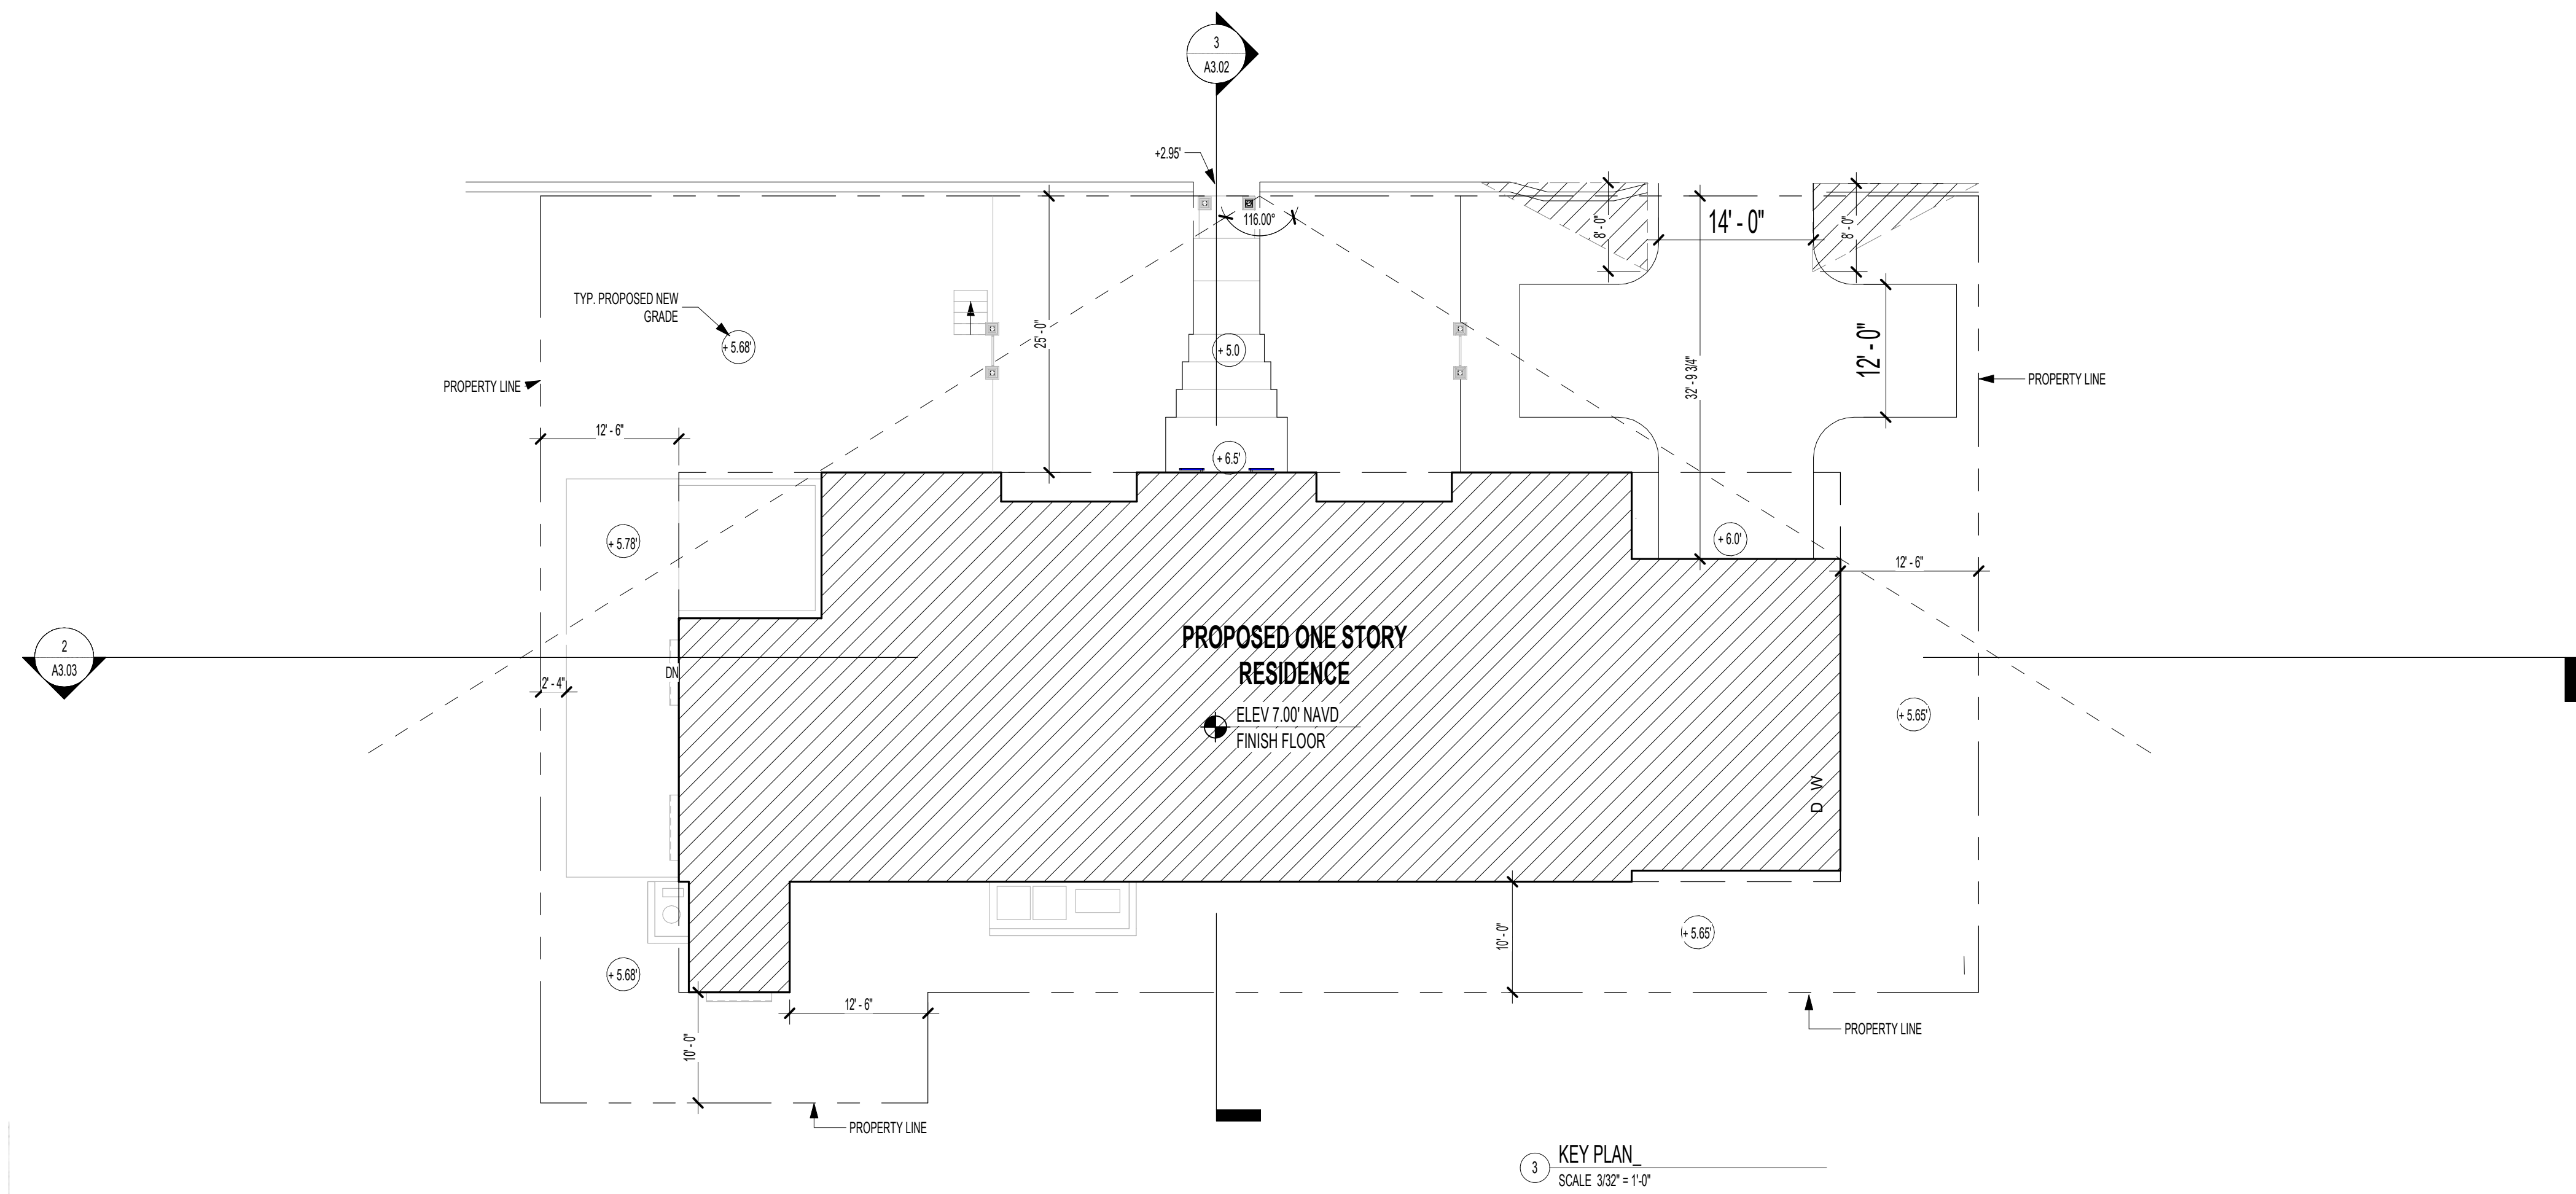 3
A3.02
+2.95'
116.00°
8' - 0"
14' - 0"
8' - 0"
TYP. PROPOSED NEW
GRADE
+ 5.68'
25' - 0"
+ 5.0
32' - 9 3/4"
12' - 0"
PROPERTY LINE
PROPERTY LINE
12' - 6"
+ 6.5'
+ 5.78'
+ 6.0'
12' - 6"
2
A3.03
DN
2' - 4"
PROPOSED ONE STORY
RESIDENCE
ELEV 7.00' NAVD
FINISH FLOOR
+ 5.65'
D W
+ 5.68'
10' - 0"
+ 5.65'
12' - 6"
10' - 0"
PROPERTY LINE
PROPERTY LINE
3
KEY PLAN_
SCALE 3/32" = 1'-0"